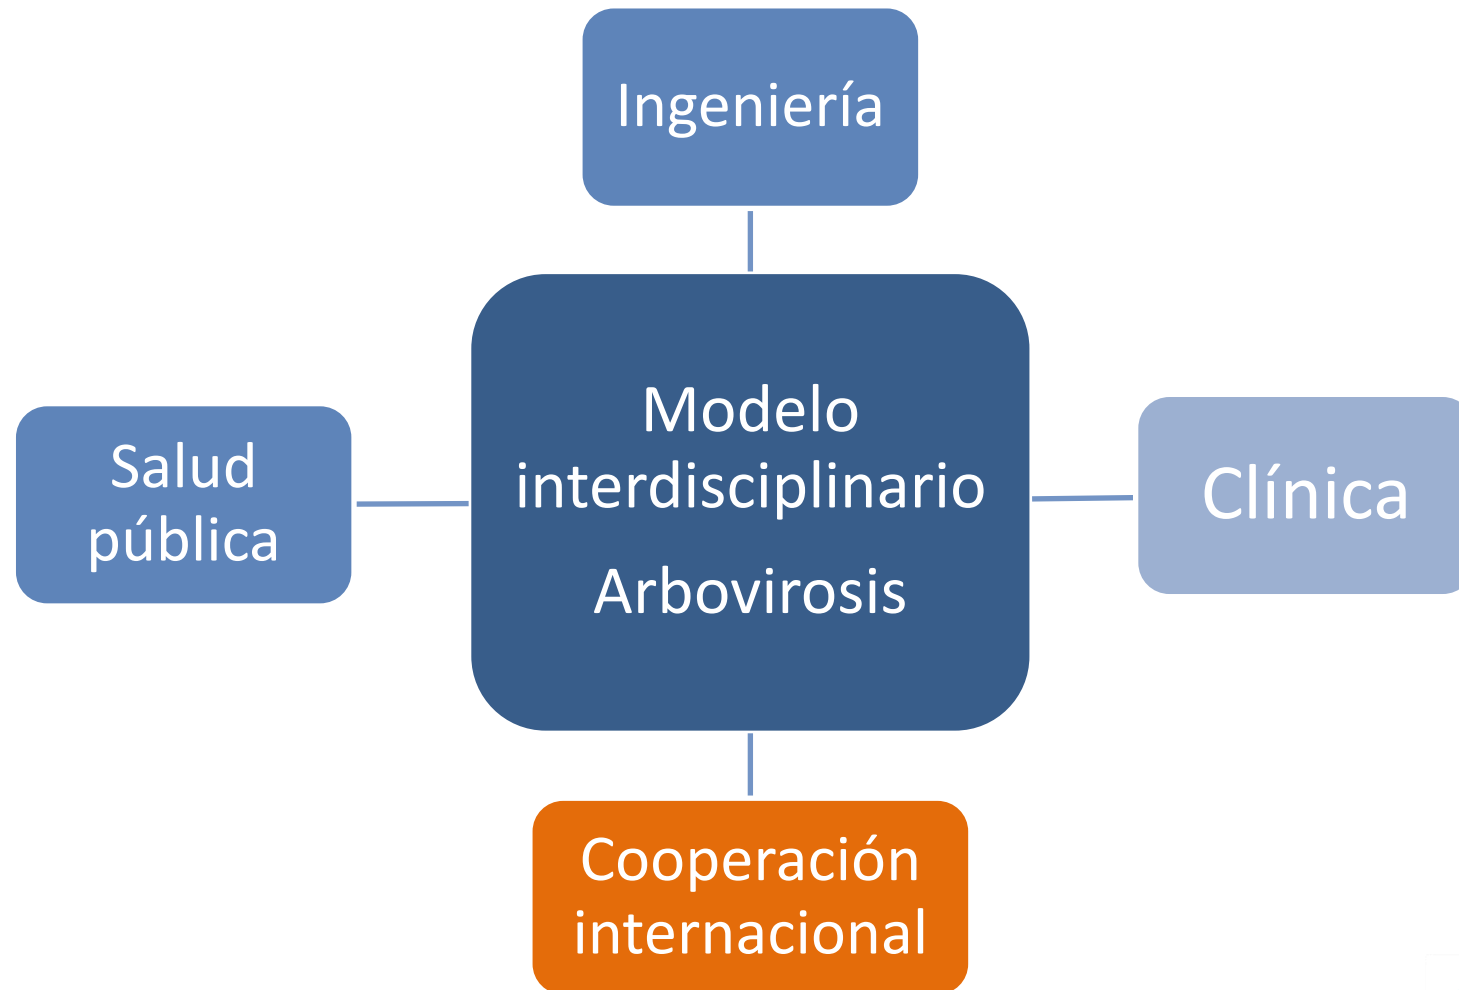 Ingeniería
Modelo
interdisciplinario
Arbovirosis
Salud
pública
Clínica
Cooperación
internacional